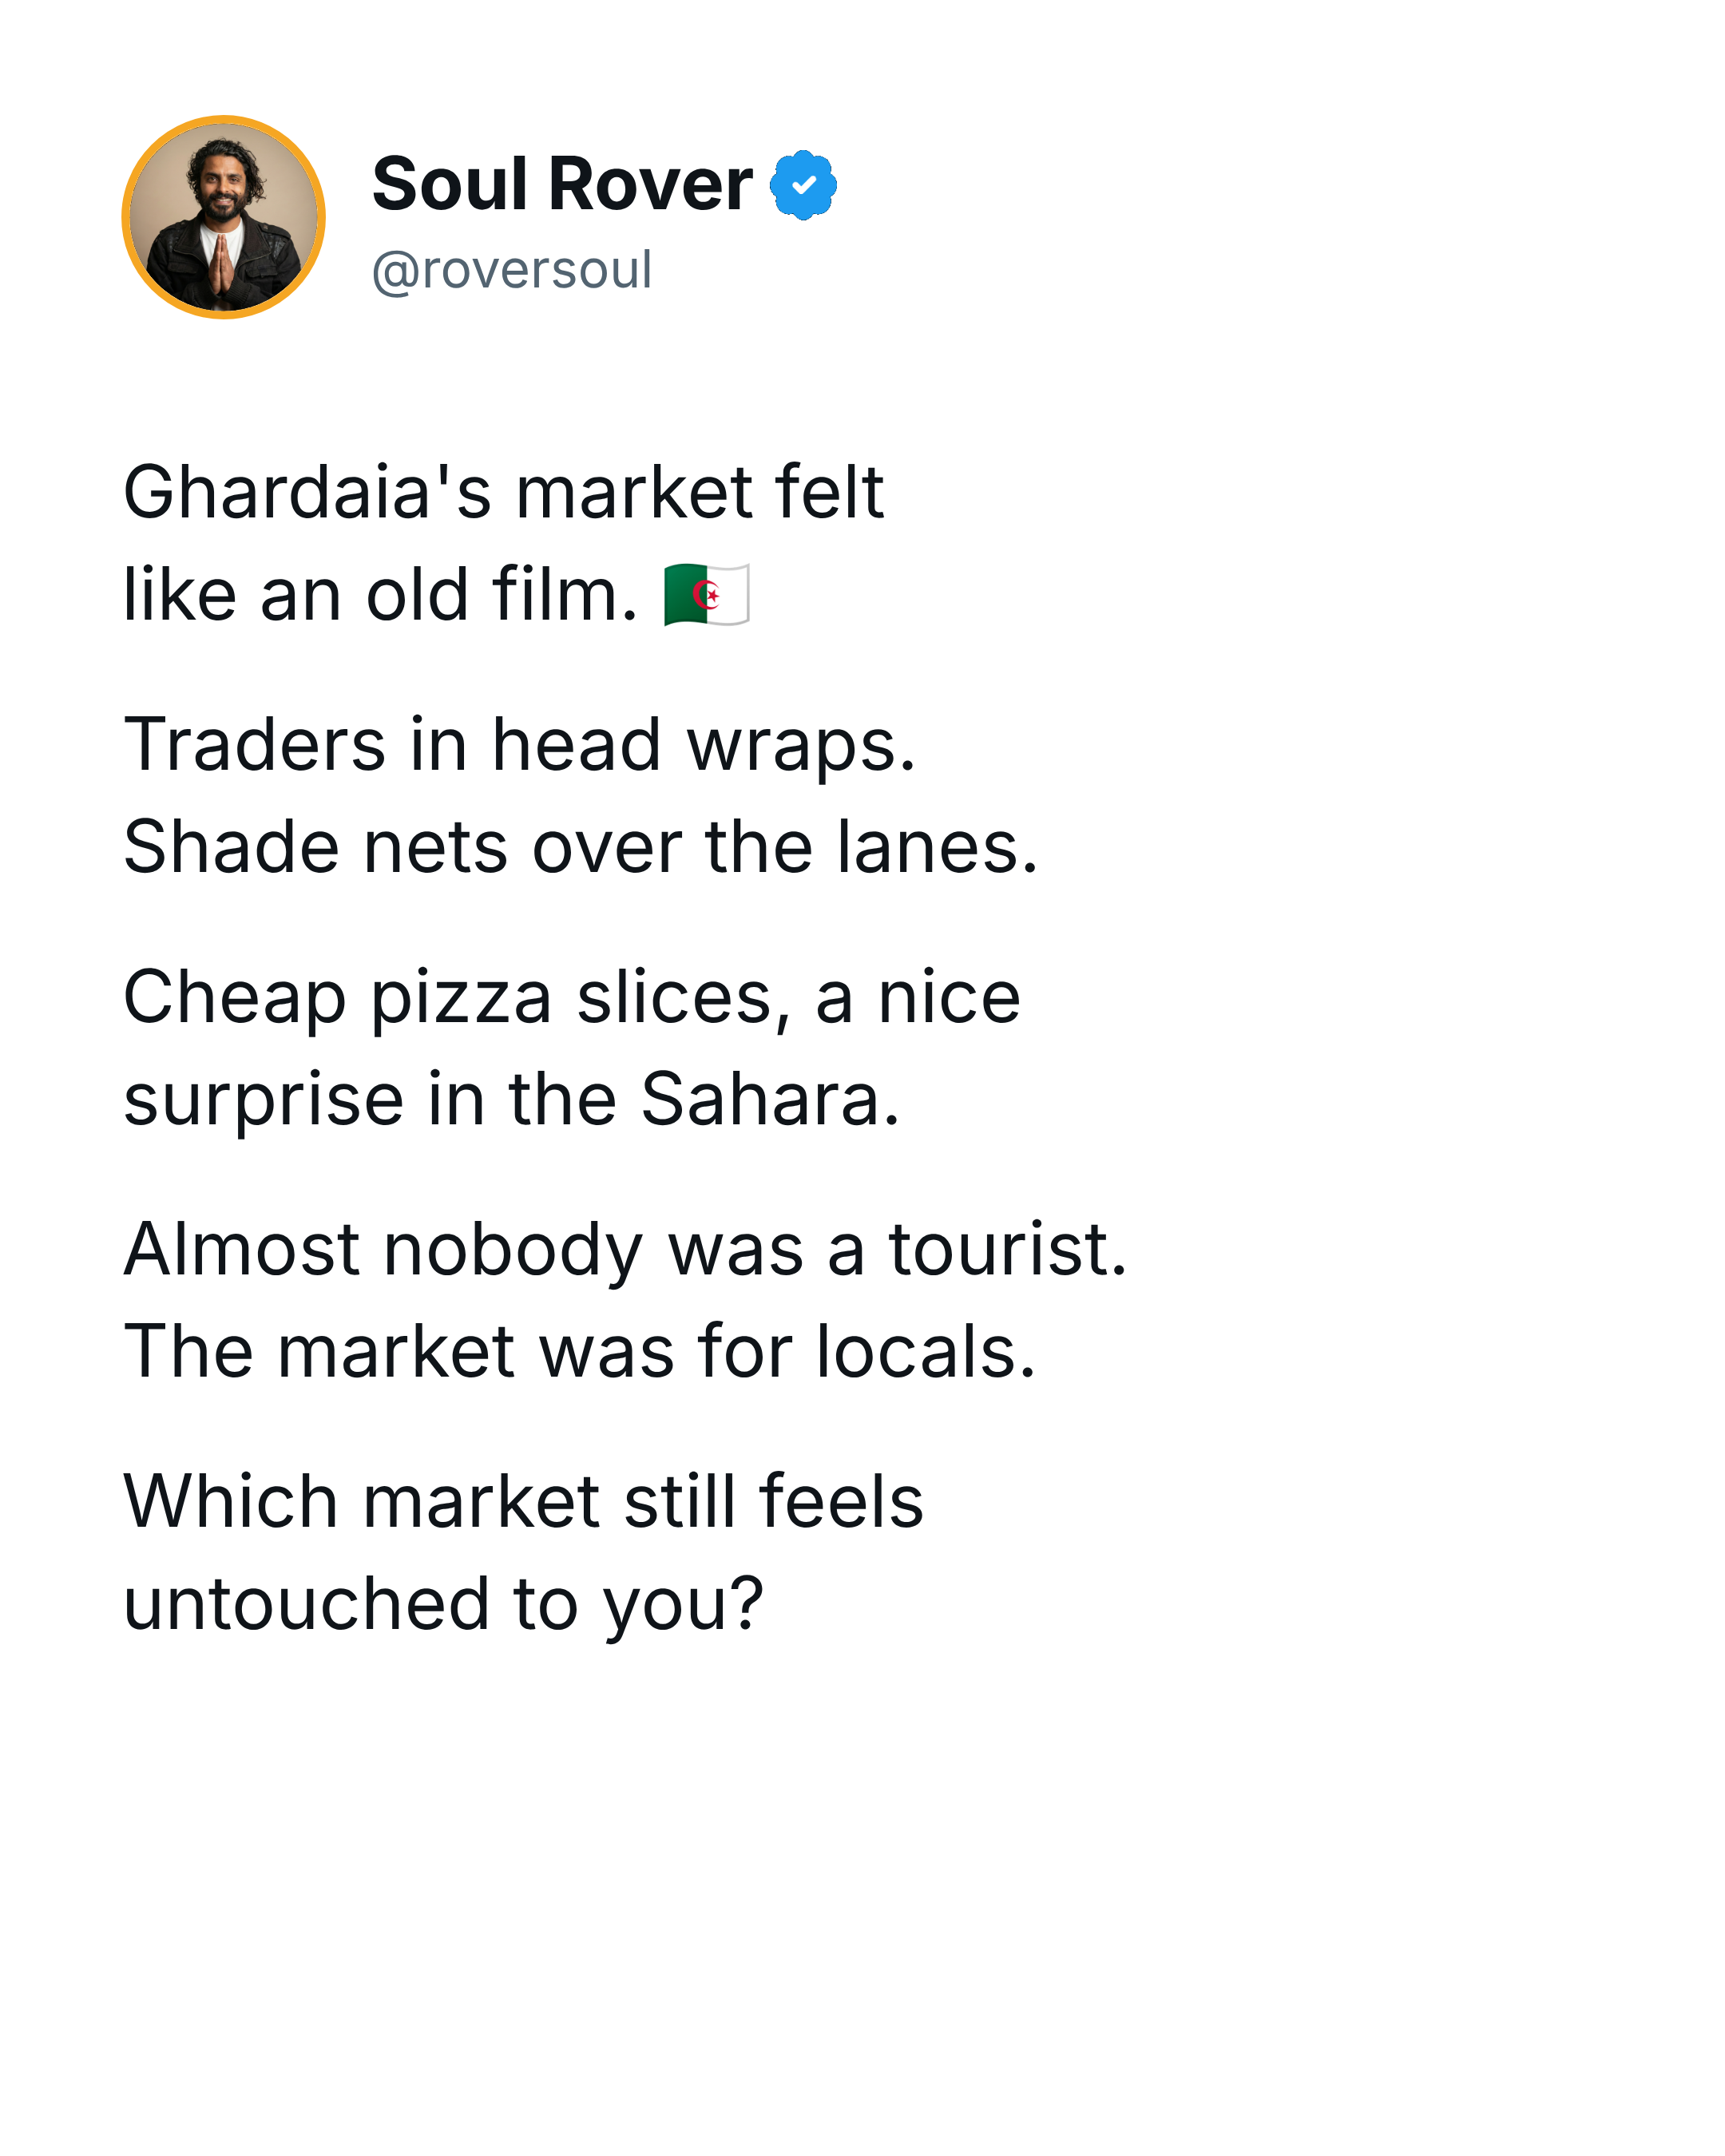 Soul Rover
@roversoul
Ghardaia's market felt
like an old film. 🇩🇿
Traders in head wraps.
Shade nets over the lanes.
Cheap pizza slices, a nice
surprise in the Sahara.
Almost nobody was a tourist.
The market was for locals.
Which market still feels
untouched to you?